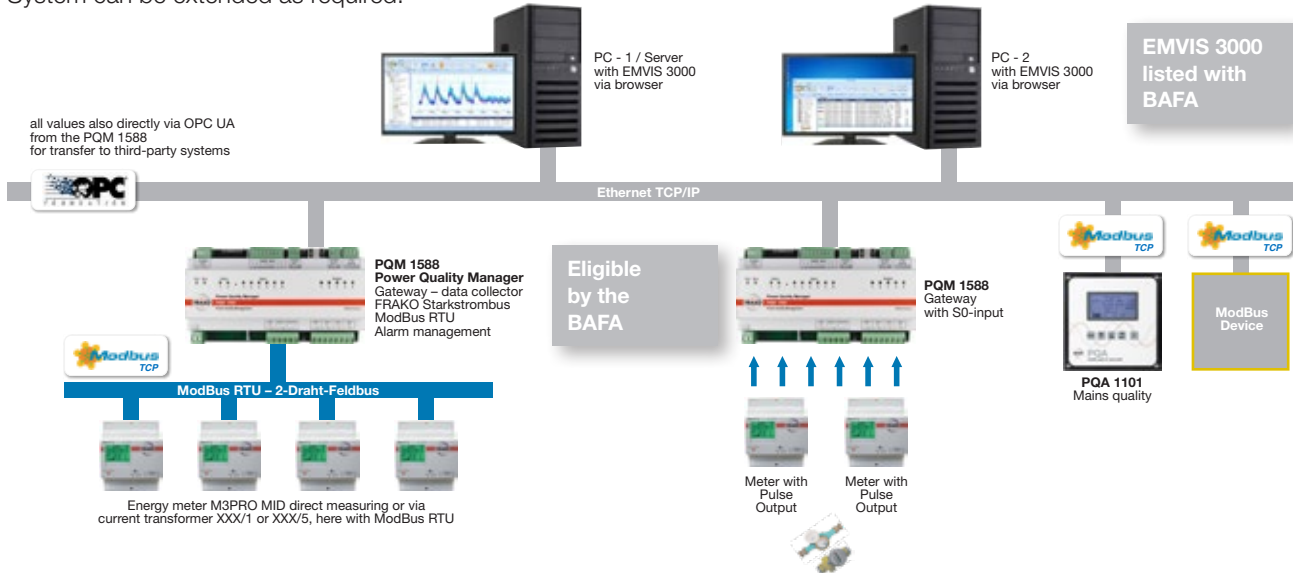 System can be extended as required.
PC - 1 / Server
with EMVIS 3000
via browser
PC - 2
with EMVIS 3000
via browser
EMVIS 3000
listed with
BAFA
all values also directly via OPC UA
from the PQM 1588
for transfer to third-party systems
OPC
FOUNDATION
Ethernet TCP/IP
Modbus
TCP
Modbus
TCP
PQM 1588
Power Quality Manager
Gateway – data collector
FRAKO Starkstrombus
ModBus RTU
Alarm management
Eligible
by the
BAFA
PQM 1588
Gateway
with S0-input
ModBus
Device
PQA
PQA 1101
Mains quality
Modbus
TCP
ModBus RTU – 2-Draht-Feldbus
Energy meter M3PRO MID direct measuring or via
current transformer XXX/1 or XXX/5, here with ModBus RTU
Meter with
Pulse
Output
Meter with
Pulse
Output